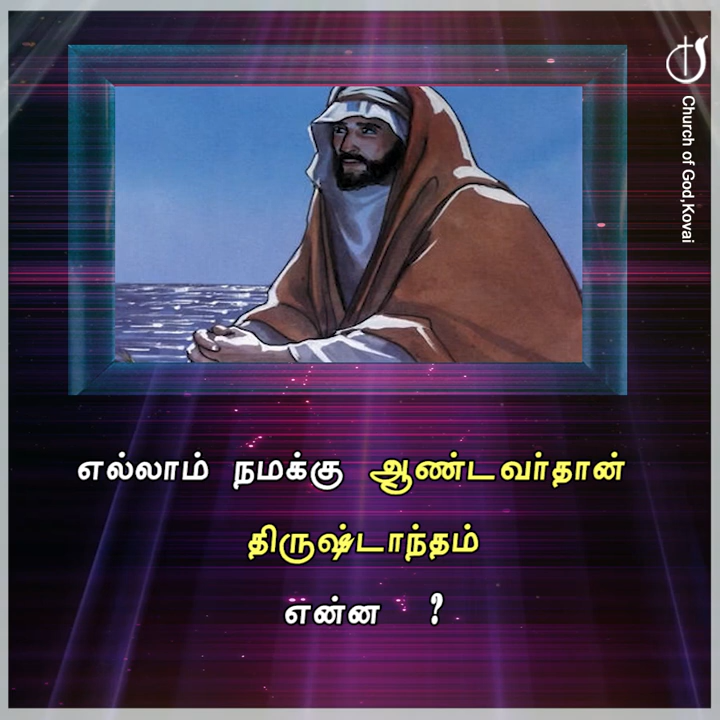 Church of God,Kovai
எல்லாம் நமக்கு ஆண்டவர்தான்
திருஷ்டாந்தம்
என்ன ?